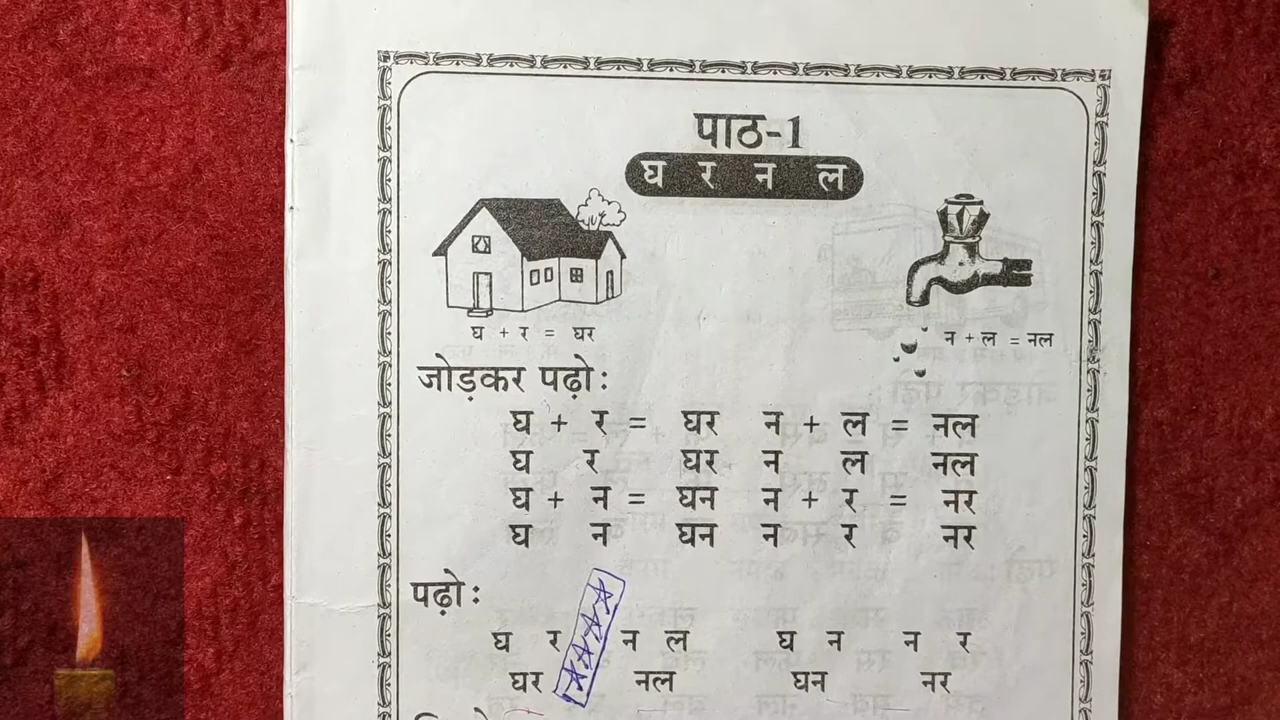 पाठ-1
घ र न ल
घ + र = घर
न + ल = नल
जोड़कर पढ़ो:
घ + र = घर न + ल = नल
घ र घर न ल नल
घ + न = घन न + र = नर
घ न घन न र नर
पढ़ो:
घ र न ल घ न न र
घर नल घन नर